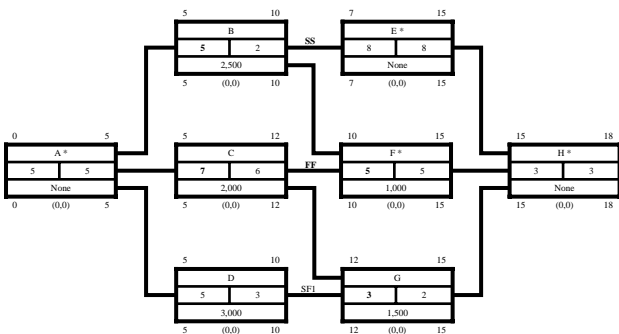 5 10
B
5 2
2,500
5 (0,0) 10
SS
7 15
E *
8 8
None
7 (0,0) 15
0 5
A *
5 5
None
0 (0,0) 5
5 12
C
7 6
2,000
5 (0,0) 12
FF
10 15
F *
5 5
1,000
10 (0,0) 15
15 18
H *
3 3
None
15 (0,0) 18
5 10
D
5 3
3,000
5 (0,0) 10
SF1
12 15
G
3 2
1,500
12 (0,0) 15